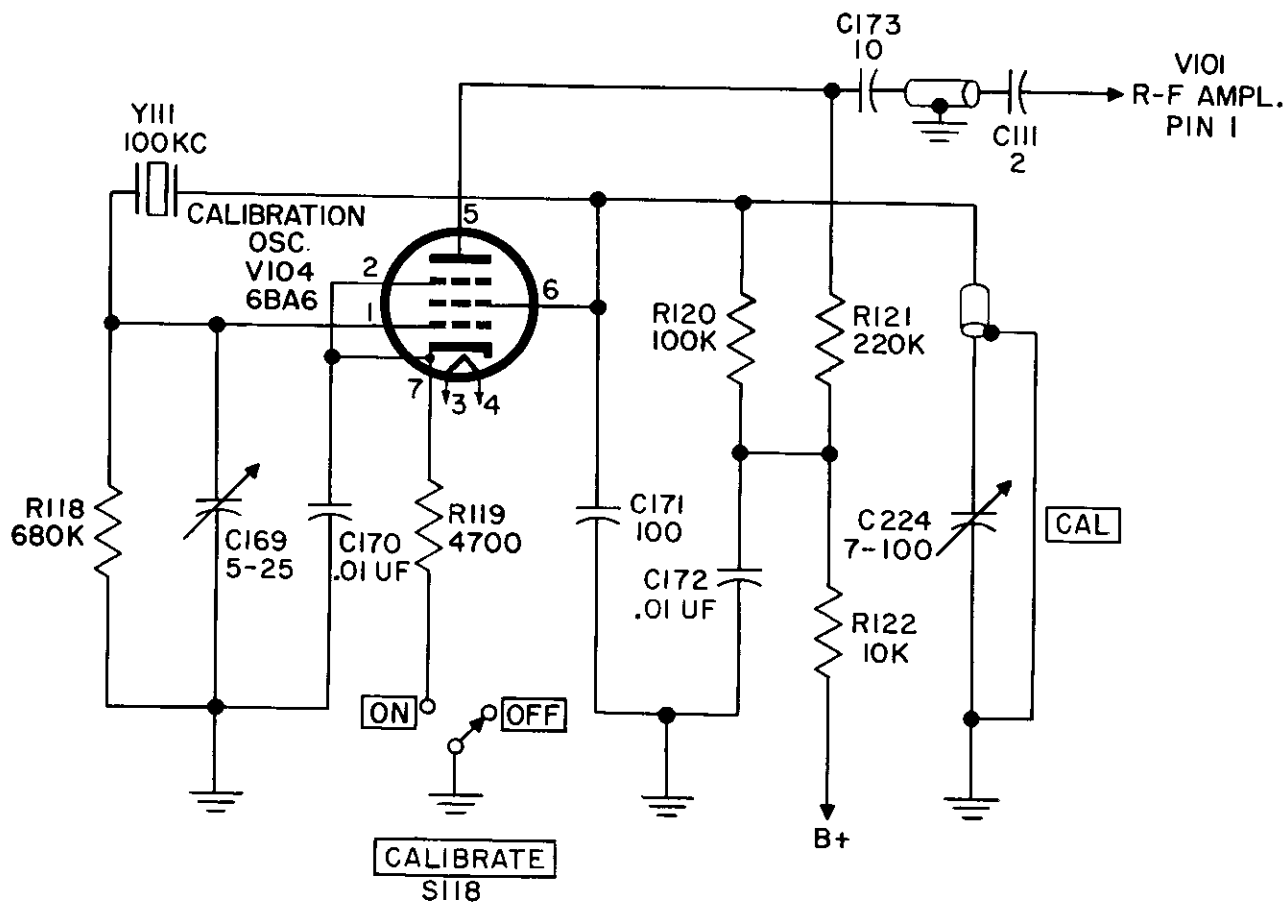 C173
10
V101
R-F AMPL.
PIN 1
C111
2
Y111
100KC
CALIBRATION
OSC.
V104
6BA6
5
2
1
6
7
3
4
R120
100K
R121
220K
R118
680K
C169
5-25
C170
.01 UF
R119
4700
C171
100
C172
.01 UF
C224
7-100
CAL
R122
10K
ON
OFF
B+
CALIBRATE
S118